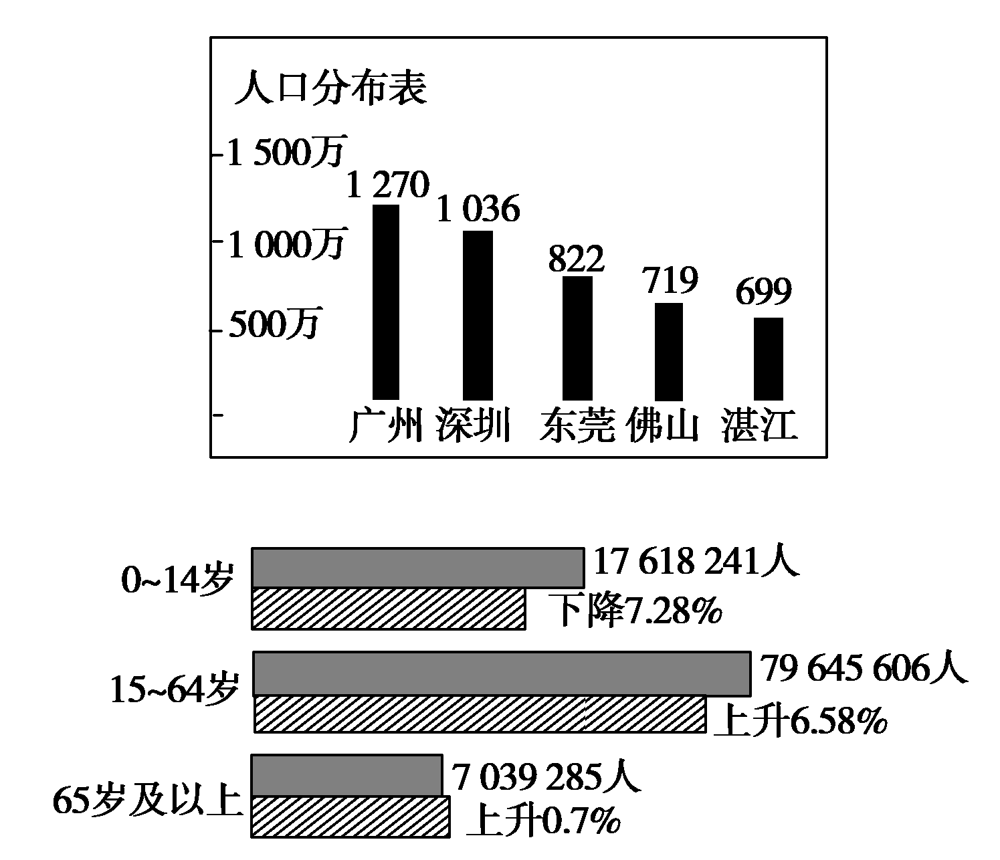 人口分布表
1 500万
1 270
1 036
1 000万
822
719
699
500万
广州 深圳 东莞 佛山 湛江
0~14岁
17 618 241人
下降7.28%
15~64岁
79 645 606人
上升6.58%
65岁及以上
7 039 285人
上升0.7%